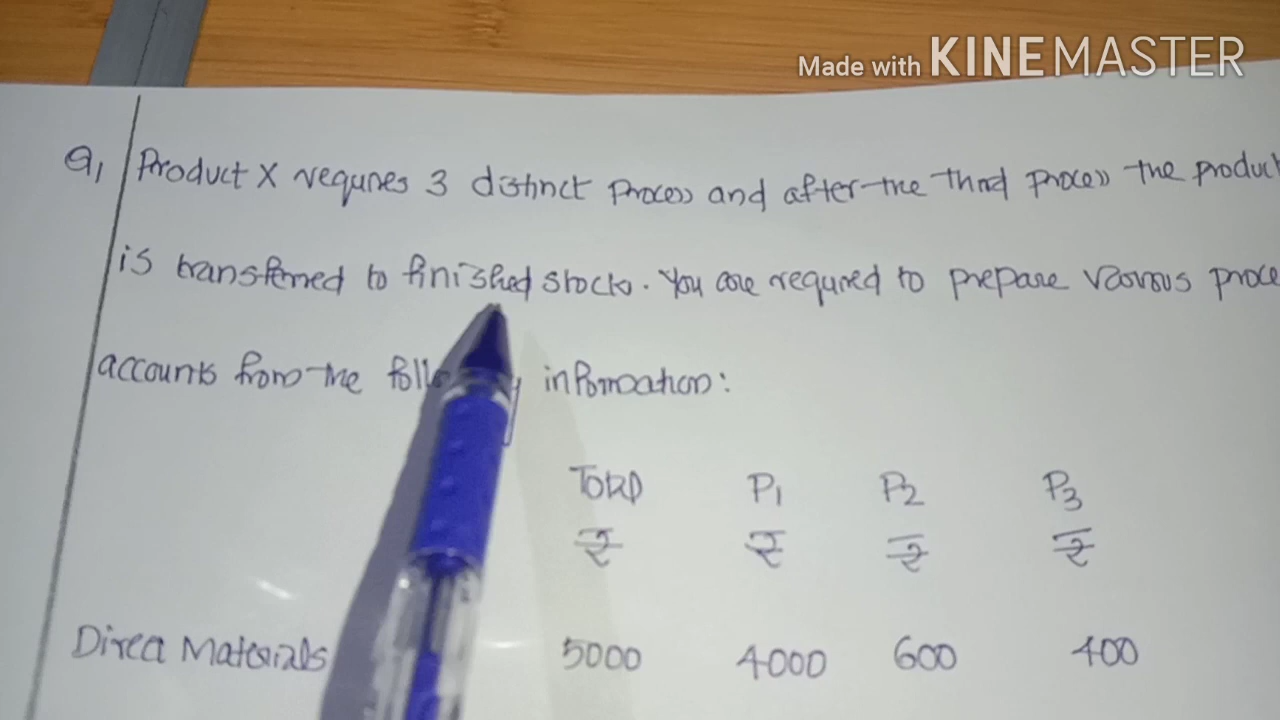 Made with KINEMASTER
Q1 Product X requires 3 distinct process and after the third process the product
is transferred to finished stock. You are required to prepare various proce
accounts from the following information:
Total P1 P2 P3
₹ ₹ ₹ ₹
Direct Materials 5000 4000 600 400